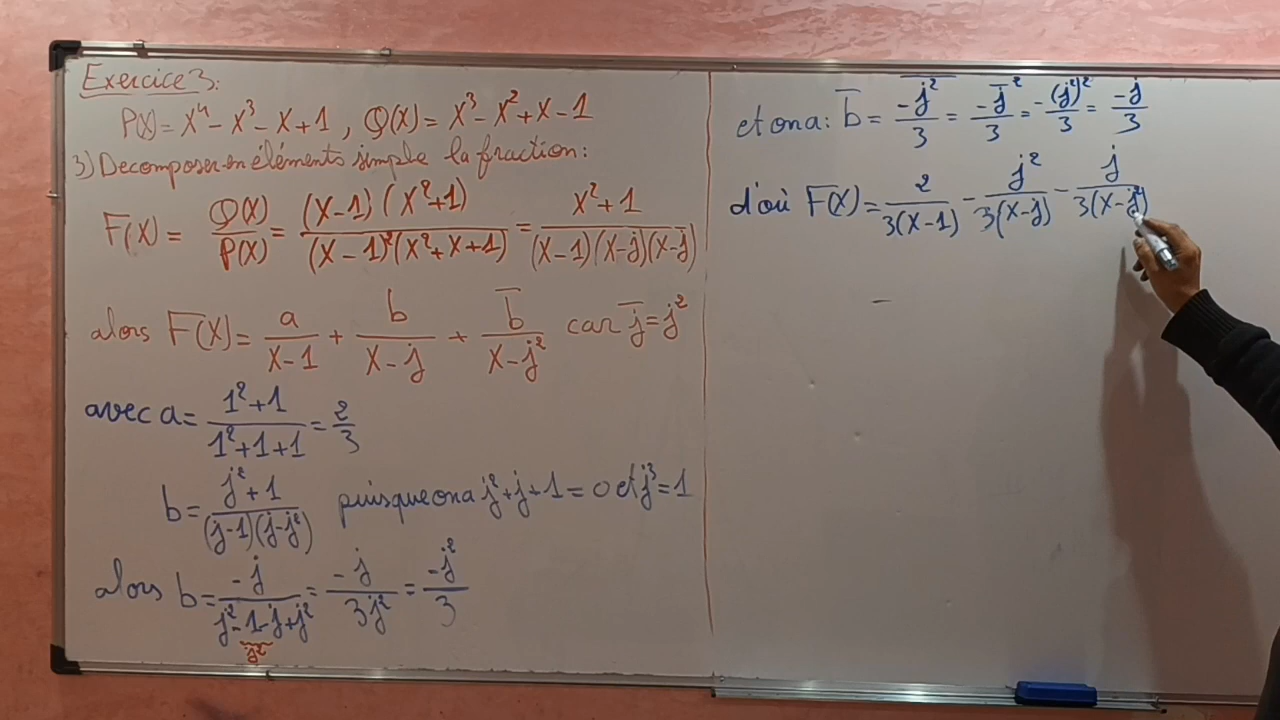 Exercice 3:
P(X) = X⁴ - X³ - X + 1 , Q(X) = X³ - X² + X - 1
3) Decomposer en éléments simple la fraction:
F(X) = Q(X)/P(X) = (X-1)(X²+1)/((X-1)²(X²+X+1)) = (X²+1)/((X-1)(X-j)(X-j̄))
alors F(X) = a/(X-1) + b/(X-j) + b̄/(X-j²) car j̄ = j²
avec a = (1²+1)/(1²+1+1) = 2/3
b = (j²+1)/((j-1)(j-j²)) puisque on a j²+j+1 = 0 et j³ = 1
alors b = -j/(j²-1-j+j²) = -j/(3j²) = -j²/3
j²
et on a: b̄ = \overline{-j²}/3 = -j̄²/3 = -(j²)²/3 = -j/3
d'où F(X) = 2/(3(X-1)) - j²/(3(X-j)) - j/(3(X-j²))